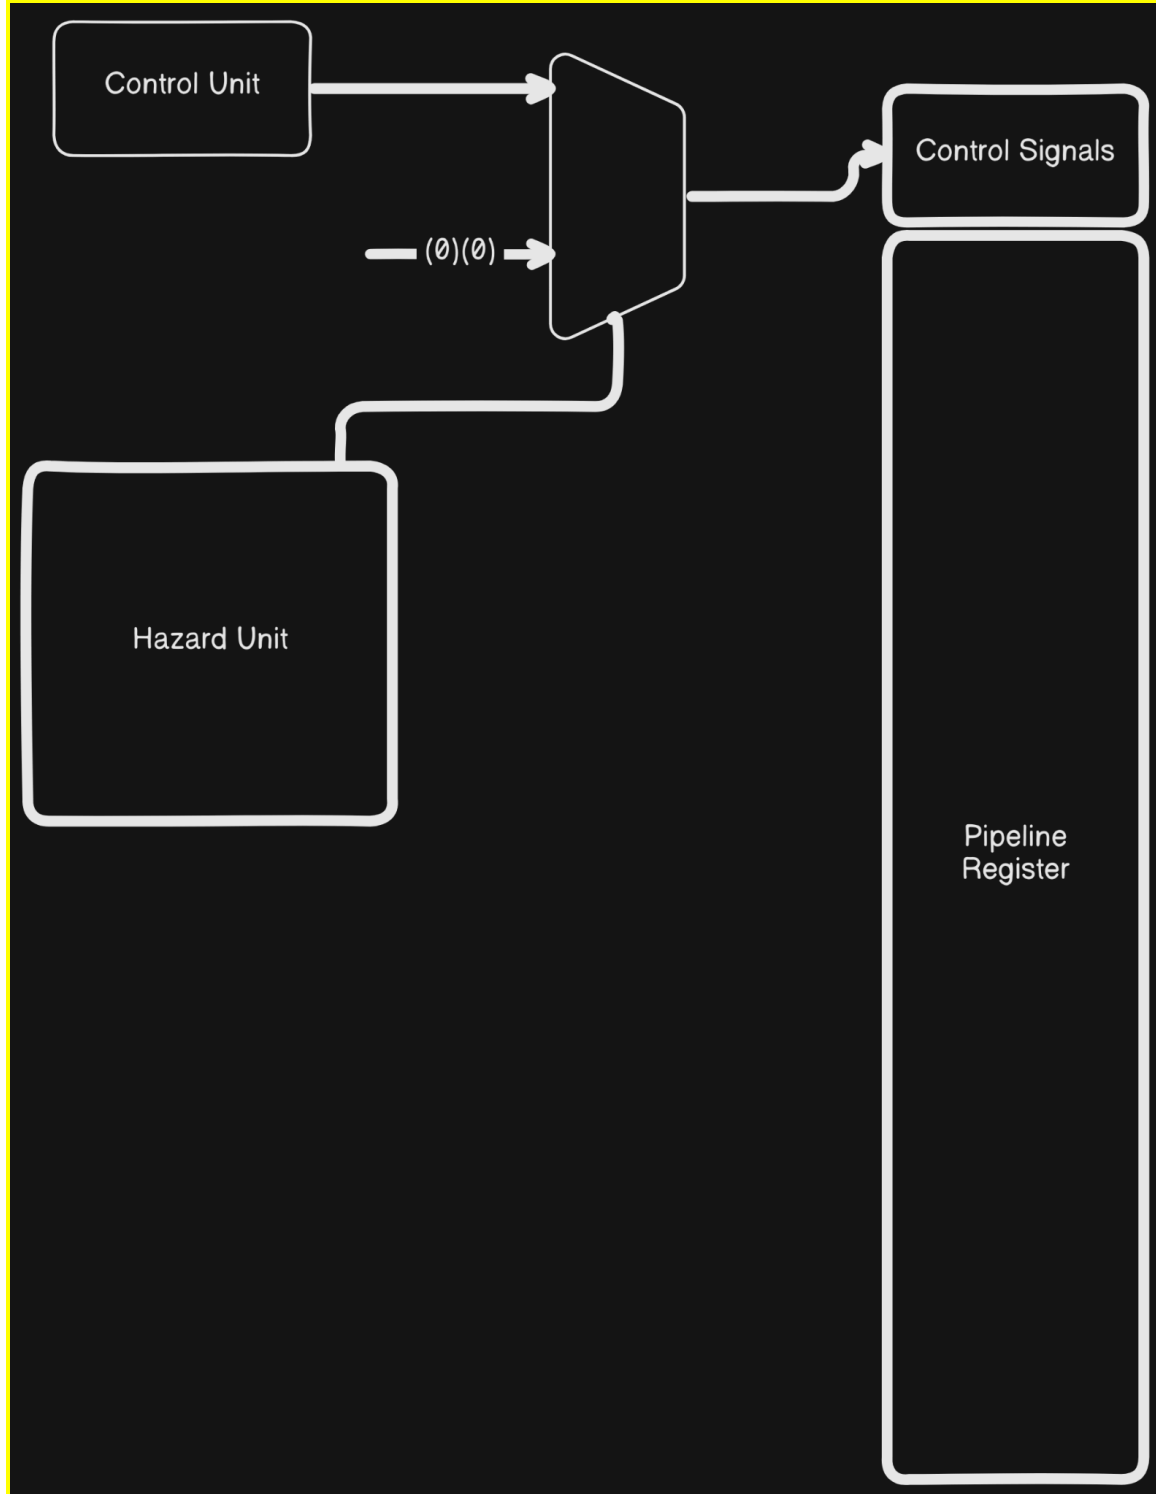 Control Unit
Control Signals
(0)(0)
Hazard Unit
Pipeline
Register